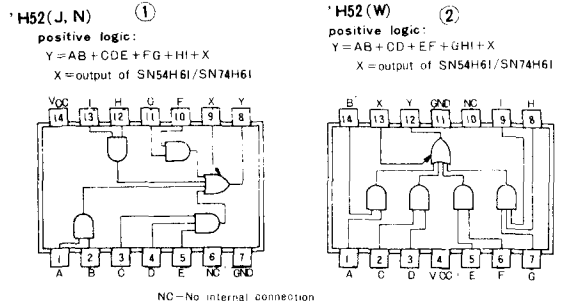 'H52(J, N) 1
positive logic:
Y=AB+CDE+FG+HI+X
X=output of SN54H61/SN74H61
VCC I H G F X Y
14 13 12 11 10 9 8
1 2 3 4 5 6 7
A B C D E NC GND
'H52(W) 2
positive logic:
Y=AB+CD+EF+GHI+X
X=output of SN54H61/SN74H61
B X Y GND NC I H
14 13 12 11 10 9 8
1 2 3 4 5 6 7
A C D VCC E F G
NC-No internal connection